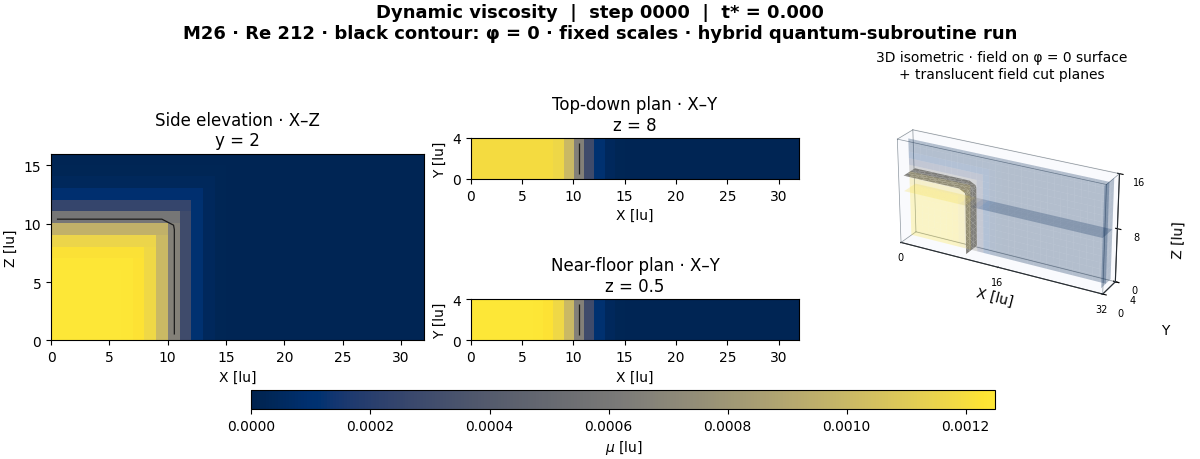 Dynamic viscosity | step 0000 | t* = 0.000
M26 · Re 212 · black contour: φ = 0 · fixed scales · hybrid quantum-subroutine run
3D isometric · field on φ = 0 surface
+ translucent field cut planes
Side elevation · X–Z
y = 2
Z [lu]
15
10
5
0
0 5 10 15 20 25 30
X [lu]
Top-down plan · X–Y
z = 8
Y [lu]
4
0
0 5 10 15 20 25 30
X [lu]
Near-floor plan · X–Y
z = 0.5
Y [lu]
4
0
0 5 10 15 20 25 30
X [lu]
0
16
32
X [lu]
0
4
Y
0
8
16
Z [lu]
0.0000 0.0002 0.0004 0.0006 0.0008 0.0010 0.0012
μ [lu]